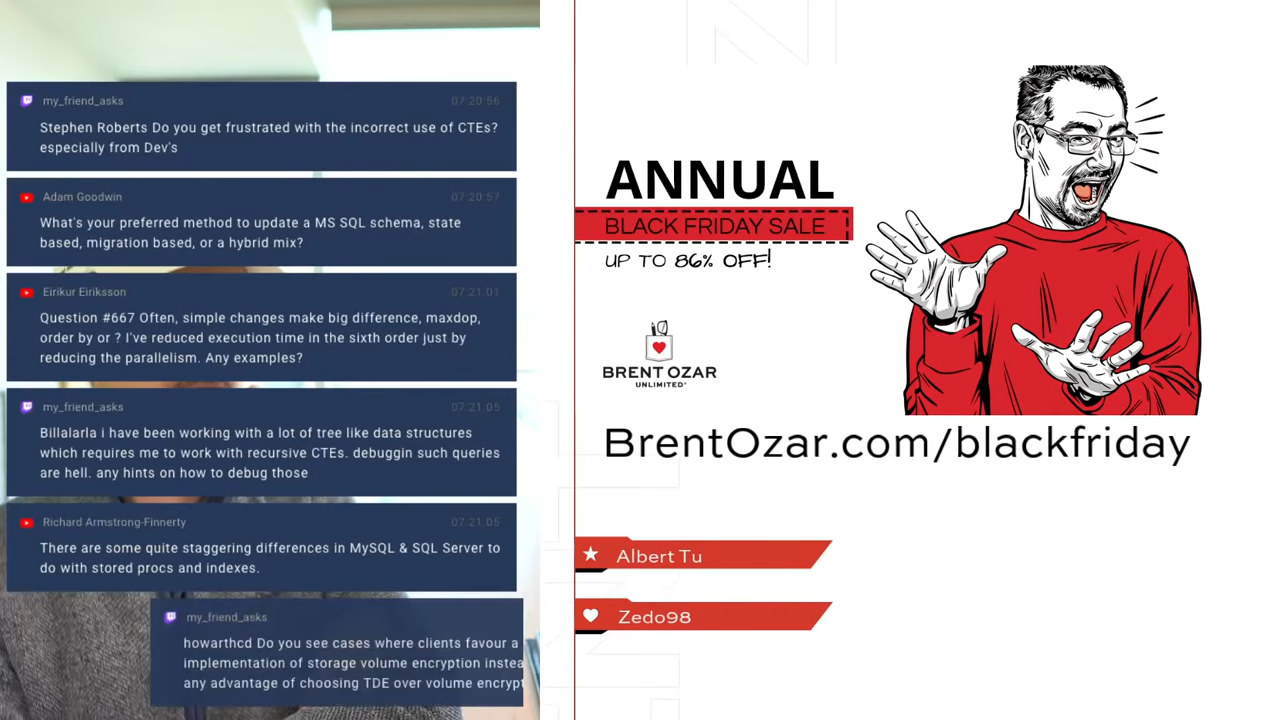 my_friend_asks 07:20:56
Stephen Roberts Do you get frustrated with the incorrect use of CTEs?
especially from Dev's
Adam Goodwin 07:20:57
What's your preferred method to update a MS SQL schema, state
based, migration based, or a hybrid mix?
Eirikur Eiriksson 07:21:01
Question #667 Often, simple changes make big difference, maxdop,
order by or ? I've reduced execution time in the sixth order just by
reducing the parallelism. Any examples?
my_friend_asks 07:21:05
Billalarla i have been working with a lot of tree like data structures
which requires me to work with recursive CTEs. debuggin such queries
are hell. any hints on how to debug those
Richard Armstrong-Finnerty 07:21:05
There are some quite staggering differences in MySQL & SQL Server to
do with stored procs and indexes.
my_friend_asks
howarthcd Do you see cases where clients favour a
implementation of storage volume encryption instea
any advantage of choosing TDE over volume encrypt
ANNUAL
BLACK FRIDAY SALE
UP TO 86% OFF!
BRENT OZAR
UNLIMITED®
BrentOzar.com/blackfriday
Albert Tu
Zedo98